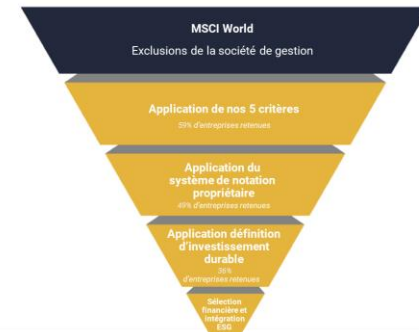 MSCI World
Exclusions de la société de gestion
Application de nos 5 critères
59% d'entreprises retenues
Application du
système de notation
propriétaire
49% d'entreprises retenues
Application définition
d'investissement
durable
36%
d'entreprises retenues
Sélection
financière et
intégration
ESG